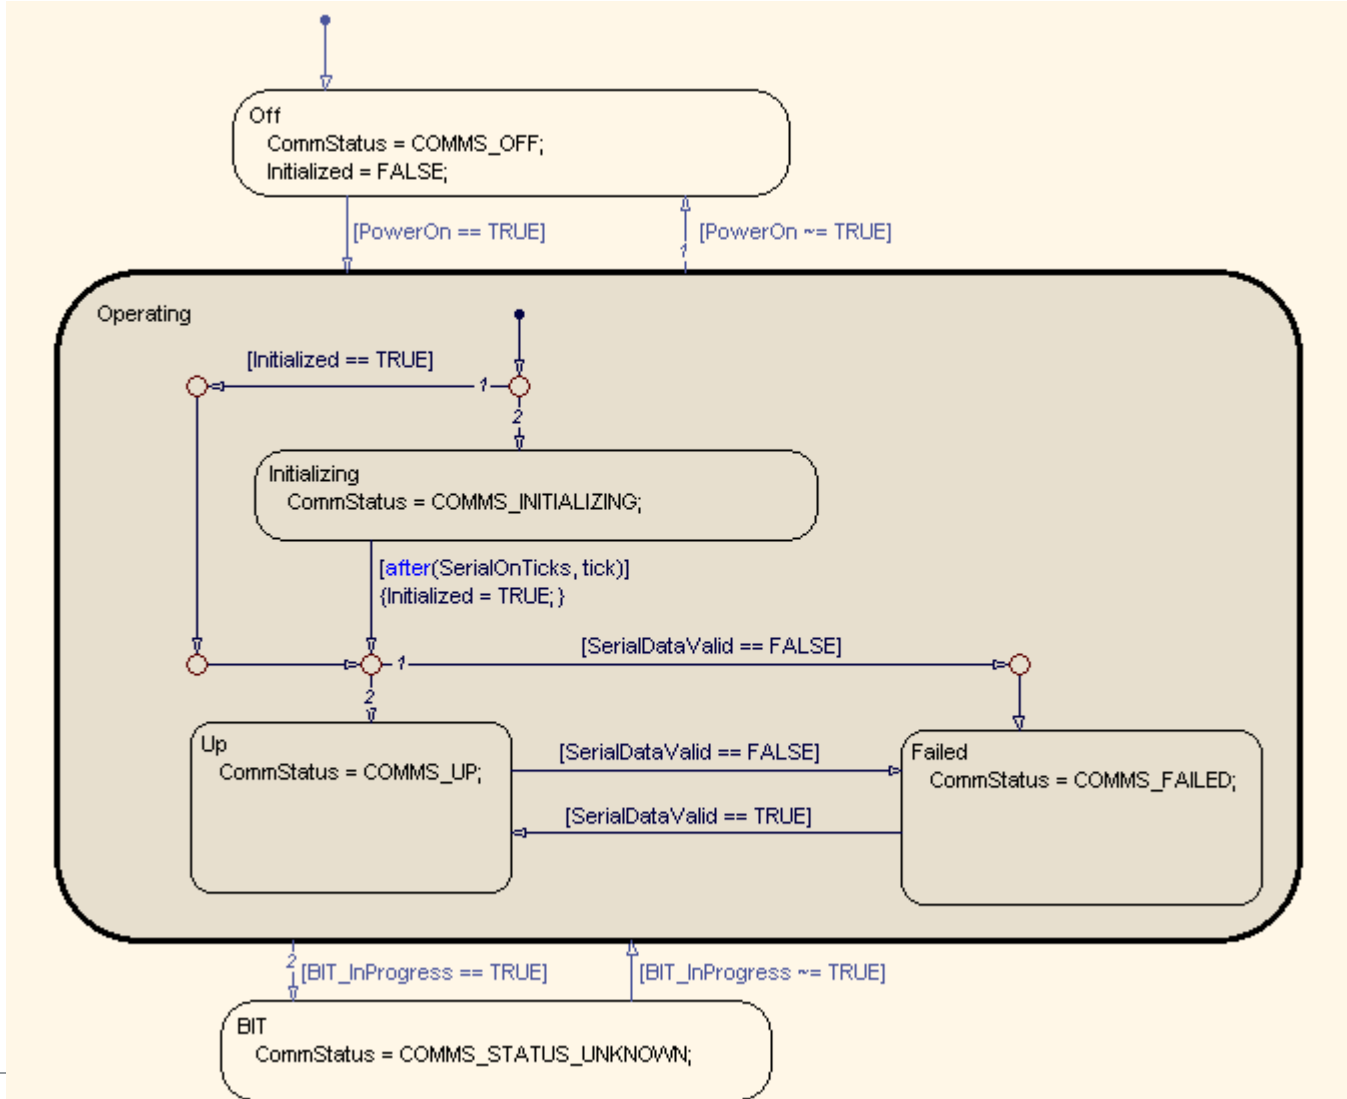 Off
CommStatus = COMMS_OFF;
Initialized = FALSE;
[PowerOn == TRUE]
1
[PowerOn ~= TRUE]
Operating
[Initialized == TRUE]
1
2
Initializing
CommStatus = COMMS_INITIALIZING;
[after(SerialOnTicks, tick)]
{Initialized = TRUE; }
1
[SerialDataValid == FALSE]
2
Up
CommStatus = COMMS_UP;
[SerialDataValid == FALSE]
[SerialDataValid == TRUE]
Failed
CommStatus = COMMS_FAILED;
2
[BIT_InProgress == TRUE]
[BIT_InProgress ~= TRUE]
BIT
CommStatus = COMMS_STATUS_UNKNOWN;